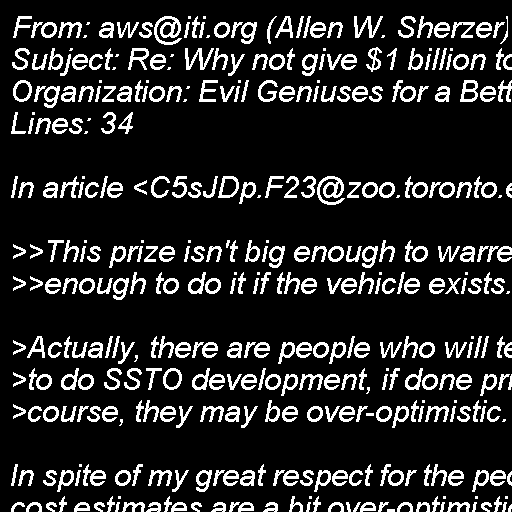 From: aws@iti.org (Allen W. Sherzer)
Subject: Re: Why not give $1 billion to
Organization: Evil Geniuses for a Bett
Lines: 34
In article <C5sJDp.F23@zoo.toronto.e
>>This prize isn't big enough to warre
>>enough to do it if the vehicle exists.
>Actually, there are people who will te
>to do SSTO development, if done pri
>course, they may be over-optimistic.
In spite of my great respect for the peo
cost estimates are a bit over-optimisti